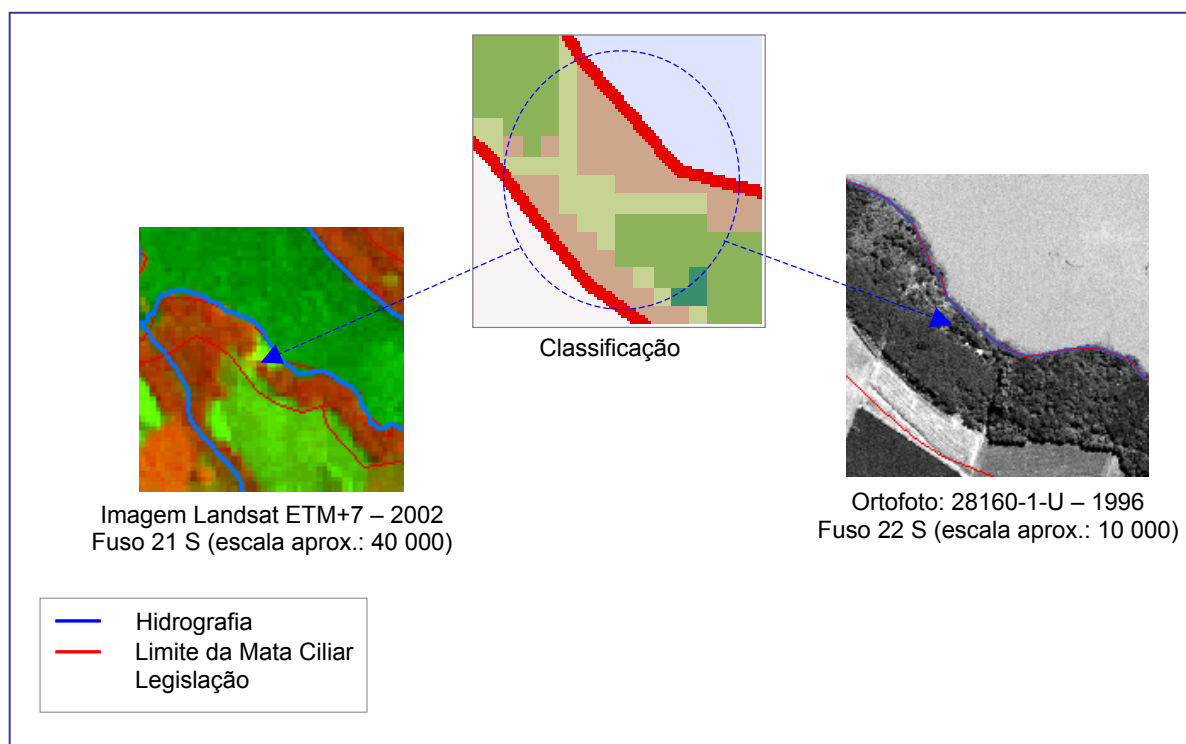 Classificação
Imagem Landsat ETM+7 – 2002
Fuso 21 S (escala aprox.: 40 000)
Ortofoto: 28160-1-U – 1996
Fuso 22 S (escala aprox.: 10 000)
Hidrografia
Limite da Mata Ciliar
Legislação